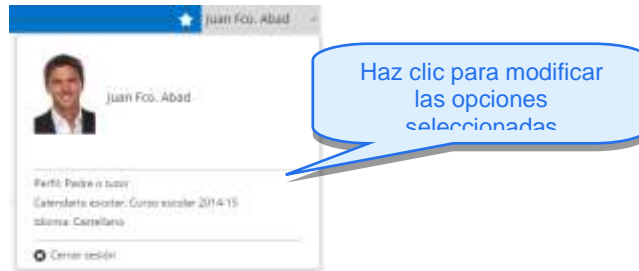 Juan Fco. Abad
Juan Fco. Abad
Haz clic para modificar
las opciones
seleccionadas
Perfil: Padre o tutor
Calendario escolar: Curso escolar 2014-15
Idioma: Castellano
Cerrar sesión